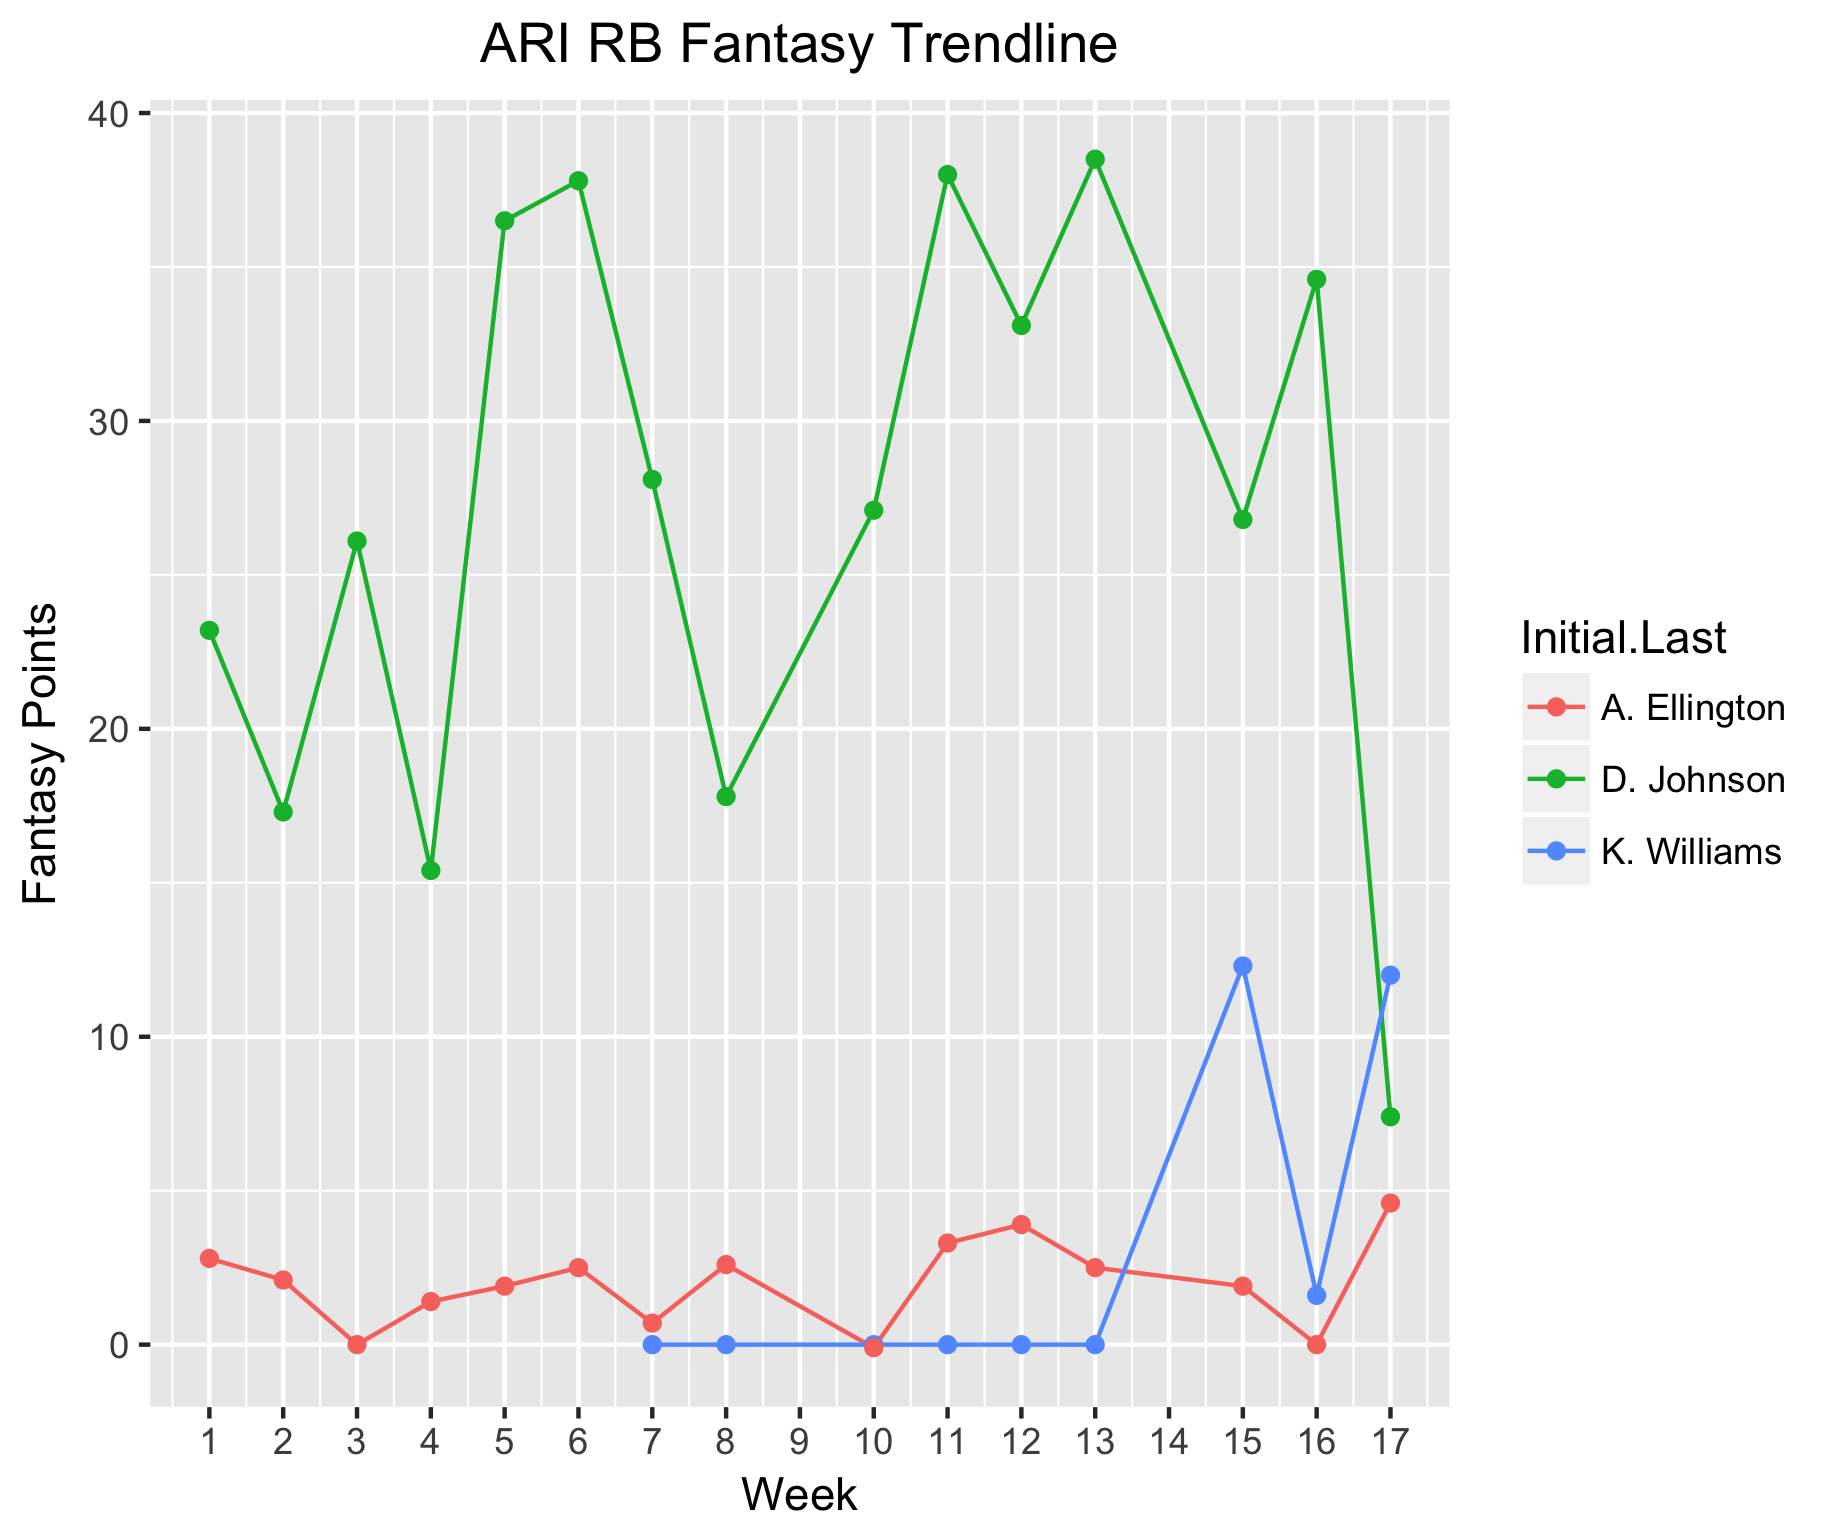 ARI RB Fantasy Trendline
40
30
20
10
0
Fantasy Points
1 2 3 4 5 6 7 8 9 10 11 12 13 14 15 16 17
Week
Initial.Last
A. Ellington
D. Johnson
K. Williams